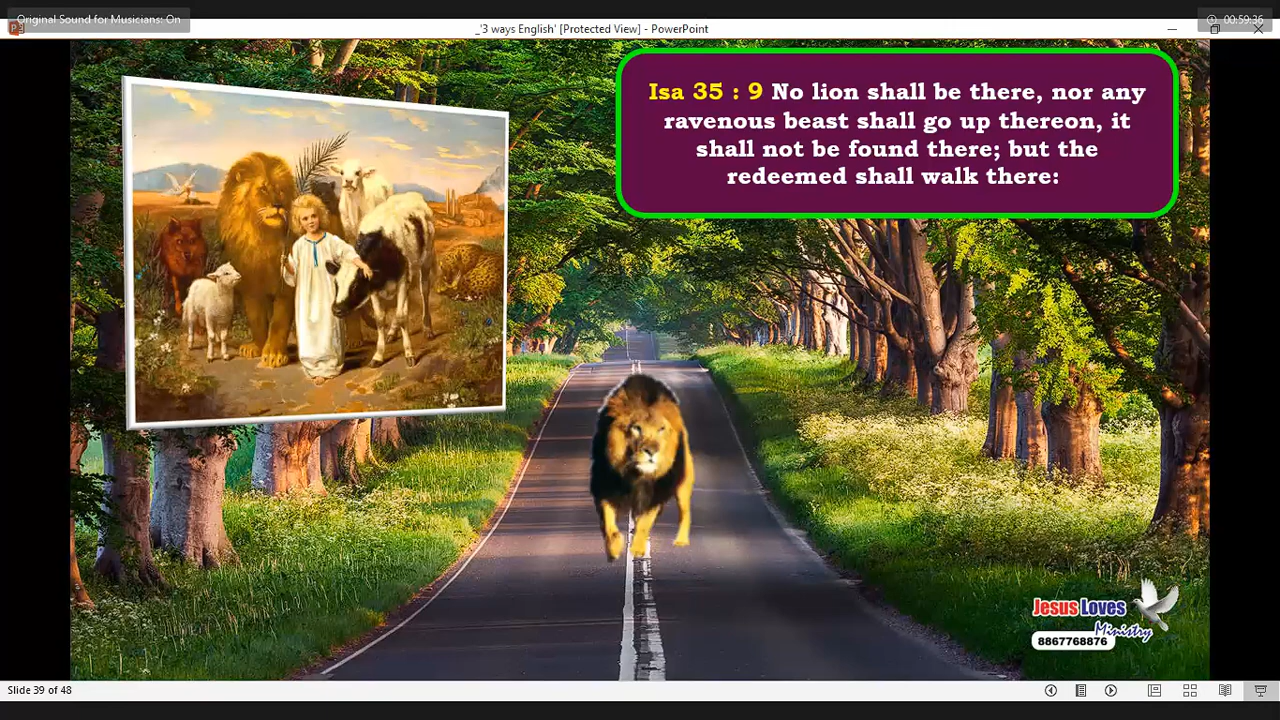 Original Sound for Musicians: On
00:59:36
_'3 ways English' [Protected View] - PowerPoint
Isa 35 : 9 No lion shall be there, nor any
ravenous beast shall go up thereon, it
shall not be found there; but the
redeemed shall walk there:
Jesus Loves
Ministry
8867768876
Slide 39 of 48